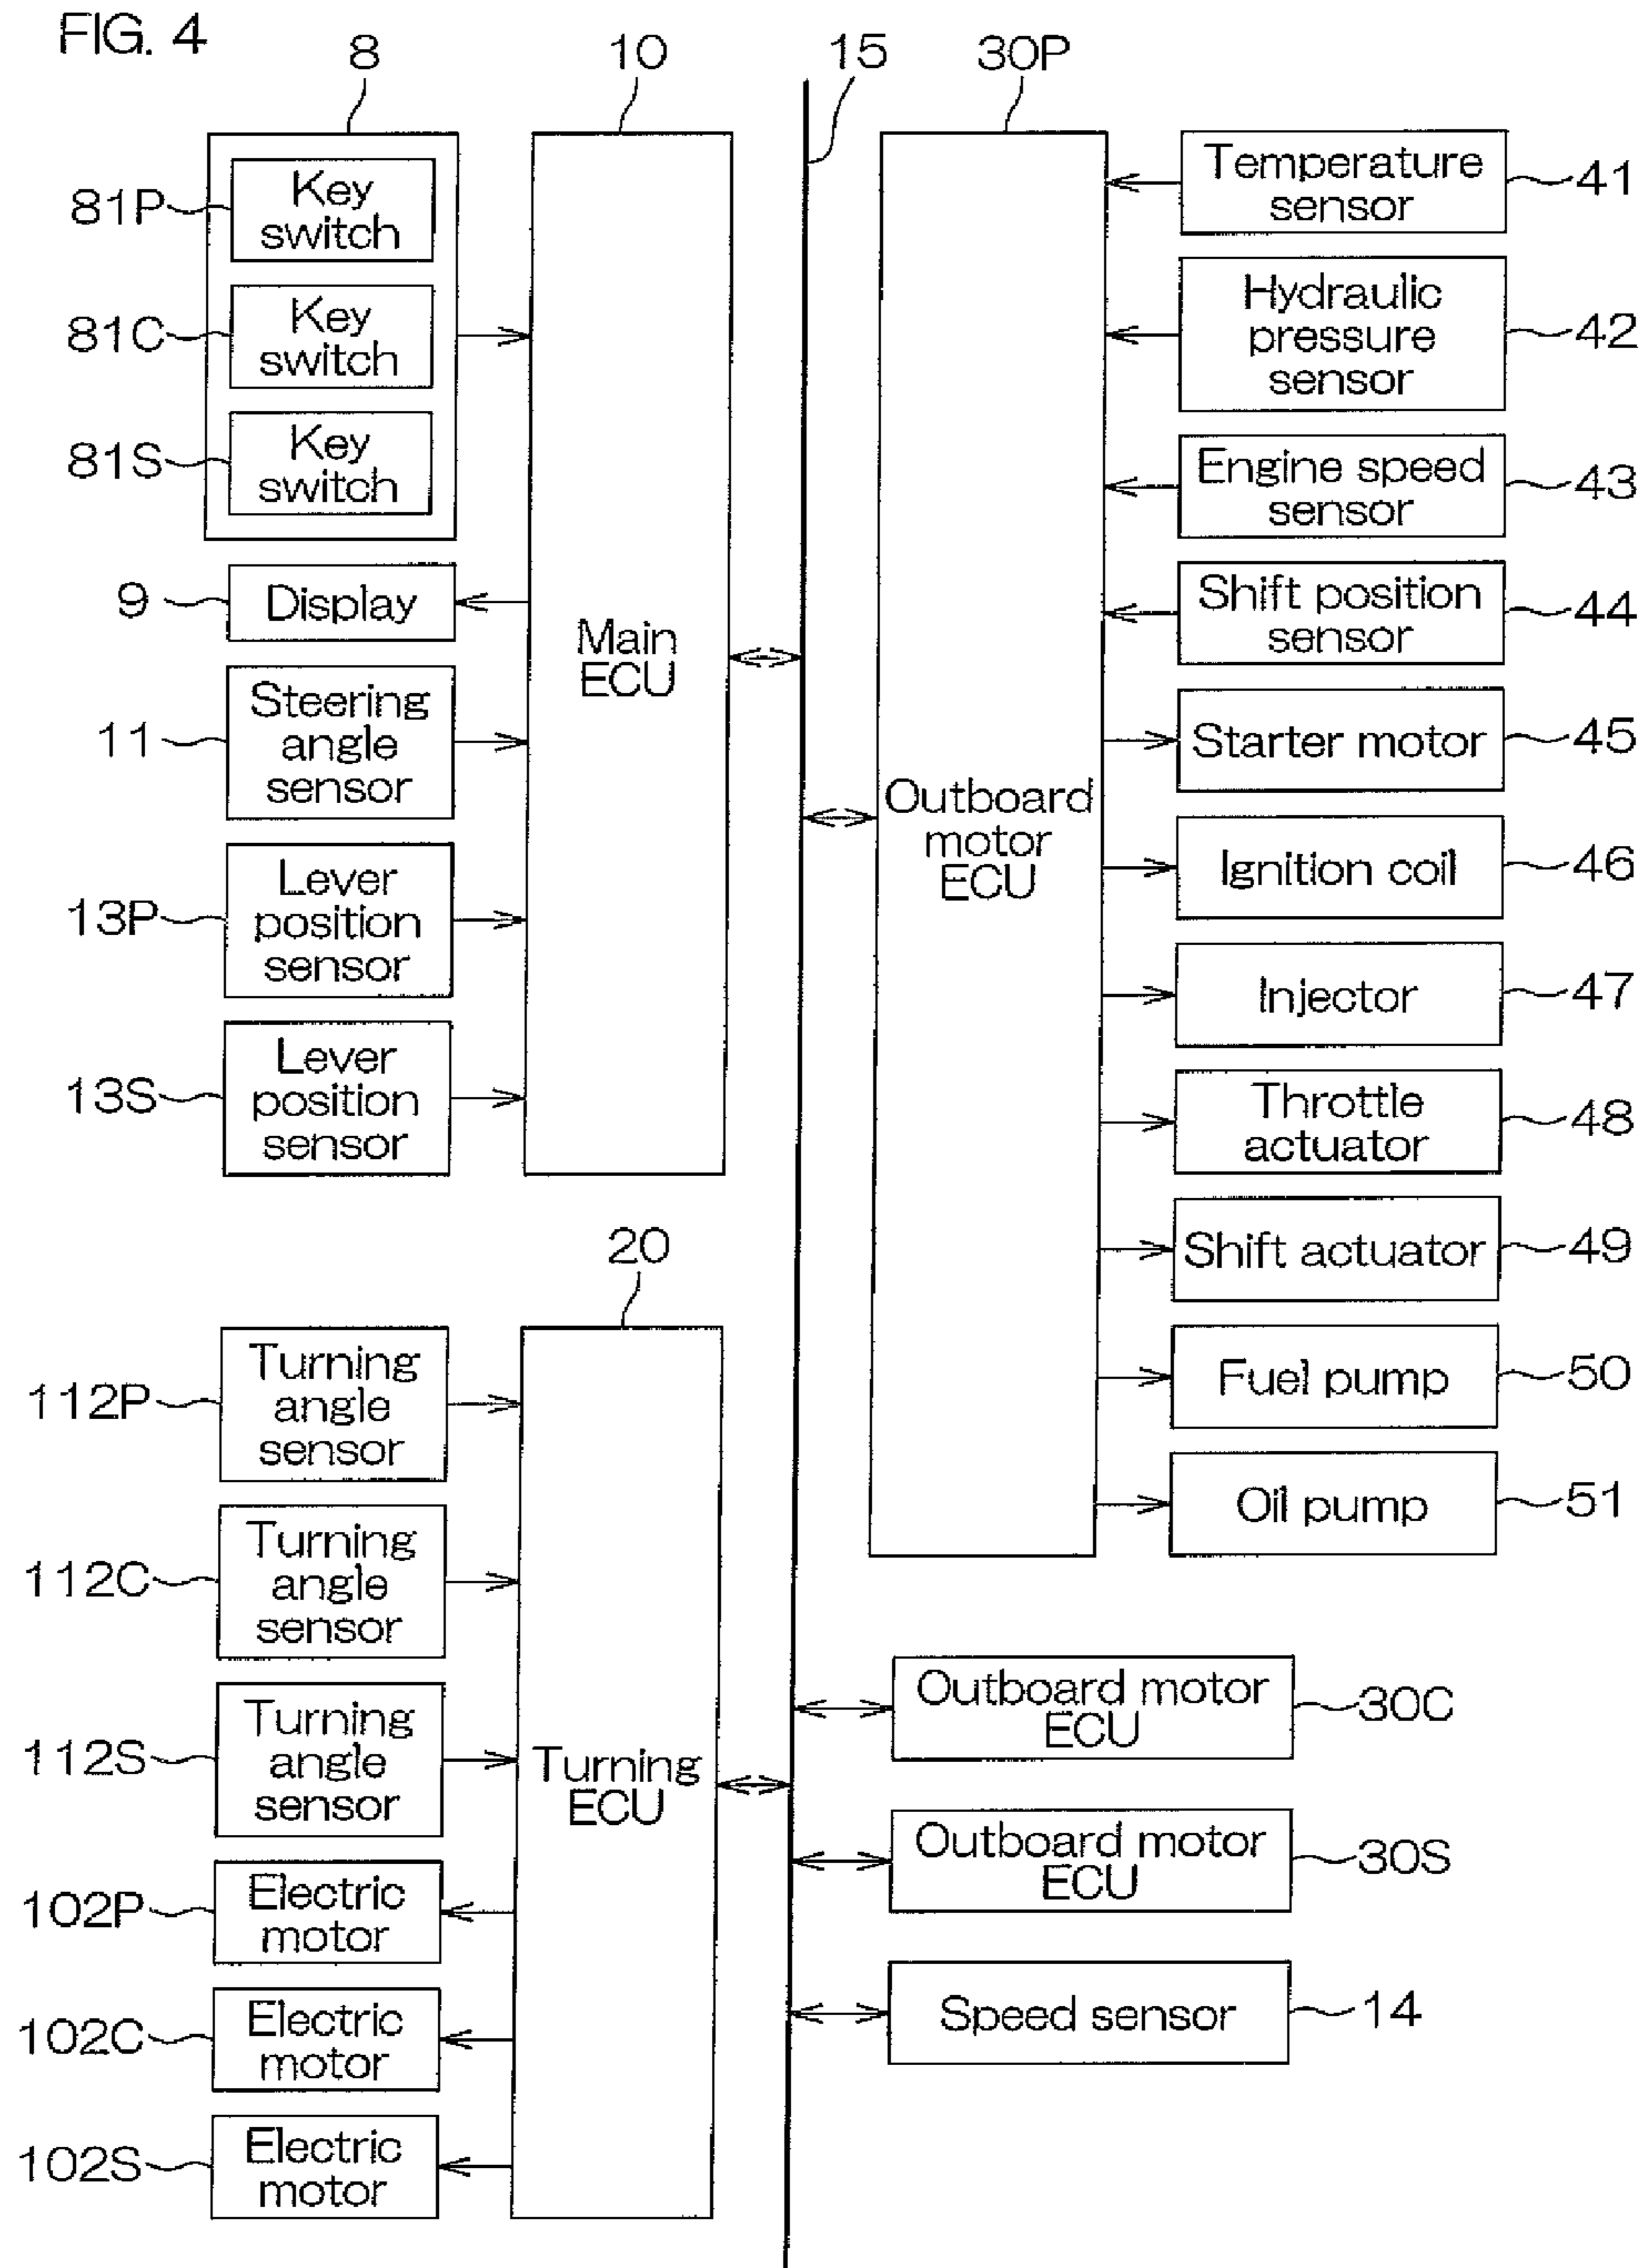 FIG. 4
8
10
15
30P
81P
Key
switch
81C
Key
switch
81S
Key
switch
9
Display
11
Steering
angle
sensor
13P
Lever
position
sensor
13S
Lever
position
sensor
Main
ECU
20
112P
Turning
angle
sensor
112C
Turning
angle
sensor
112S
Turning
angle
sensor
102P
Electric
motor
102C
Electric
motor
102S
Electric
motor
Turning
ECU
Outboard
motor
ECU
Temperature
sensor
41
Hydraulic
pressure
sensor
42
Engine speed
sensor
43
Shift position
sensor
44
Starter motor
45
Ignition coil
46
Injector
47
Throttle
actuator
48
Shift actuator
49
Fuel pump
50
Oil pump
51
Outboard motor
ECU
30C
Outboard motor
ECU
30S
Speed sensor
14